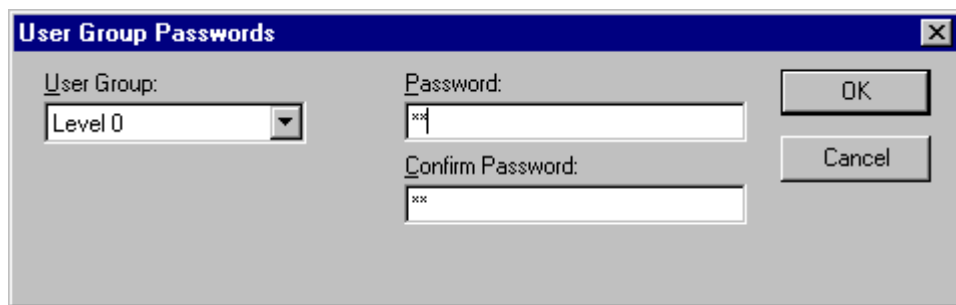 User Group Passwords
User Group:
Level 0
Password:
**
Confirm Password:
**
OK
Cancel